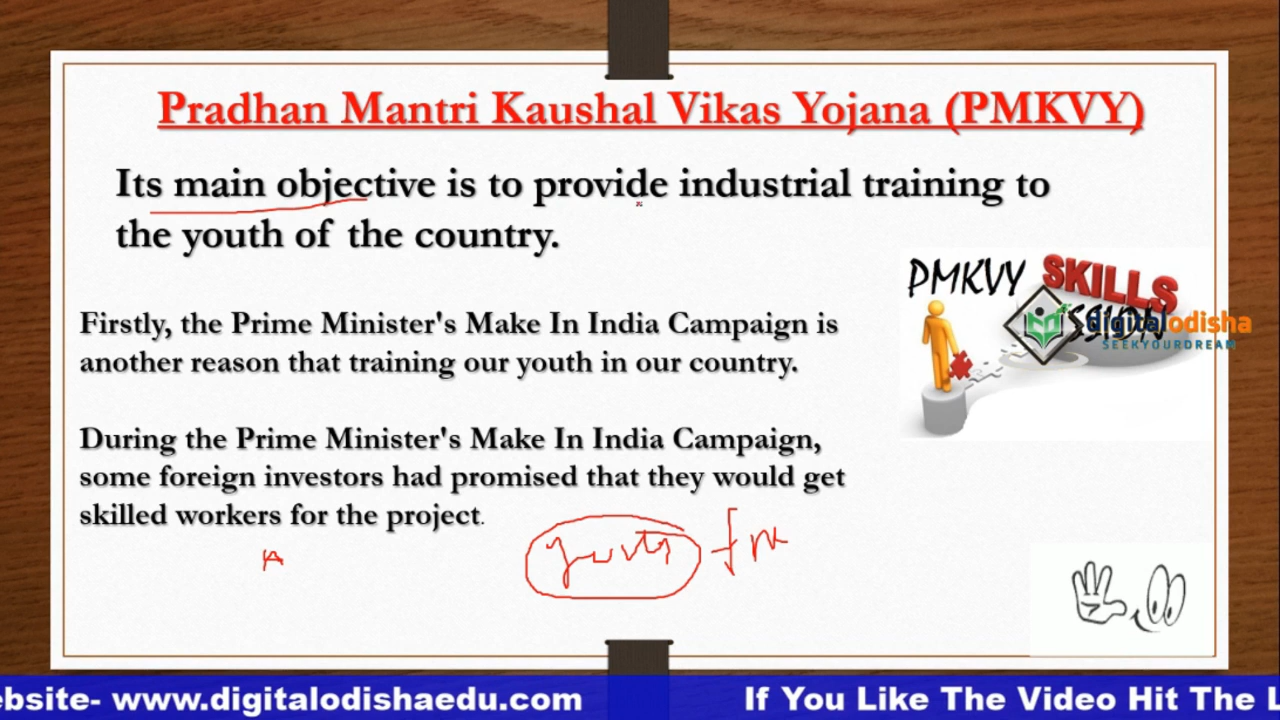 Pradhan Mantri Kaushal Vikas Yojana (PMKVY)
Its main objective is to provide industrial training to
the youth of the country.
PMKVY SKILLS
digitalodisha
SEEKYOURDREAM
Firstly, the Prime Minister's Make In India Campaign is
another reason that training our youth in our country.
During the Prime Minister's Make In India Campaign,
some foreign investors had promised that they would get
skilled workers for the project.
ebsite- www.digitalodishaedu.com If You Like The Video Hit The L